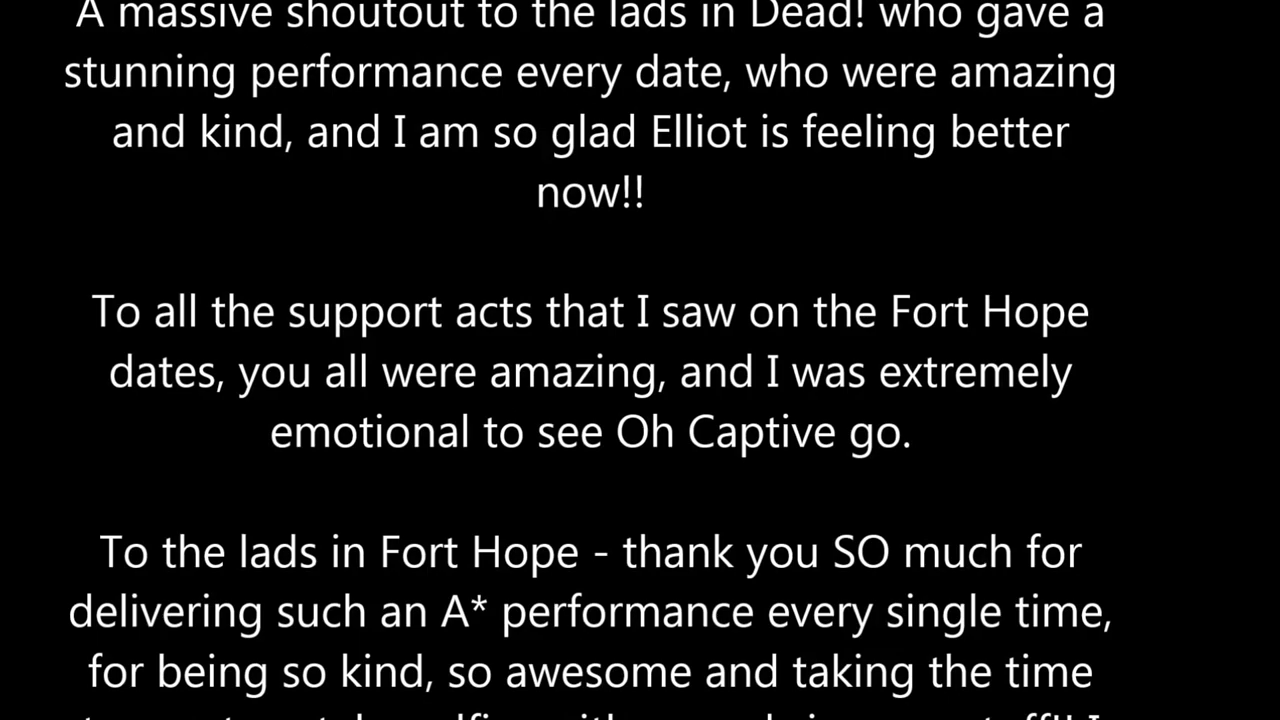 A massive shoutout to the lads in Dead! who gave a
stunning performance every date, who were amazing
and kind, and I am so glad Elliot is feeling better
now!!
To all the support acts that I saw on the Fort Hope
dates, you all were amazing, and I was extremely
emotional to see Oh Captive go.
To the lads in Fort Hope - thank you SO much for
delivering such an A* performance every single time,
for being so kind, so awesome and taking the time